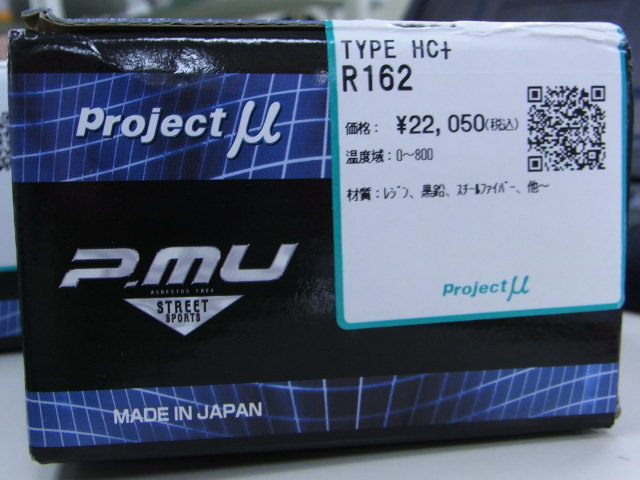 Project μ
P.MU
ASBESTOS FREE
STREET
SPORTS
MADE IN JAPAN
TYPE HC+
R162
価格: ¥22,050(税込)
温度域:0~800
材質:レジン、黒鉛、スチールファイバー、他~
Project μ